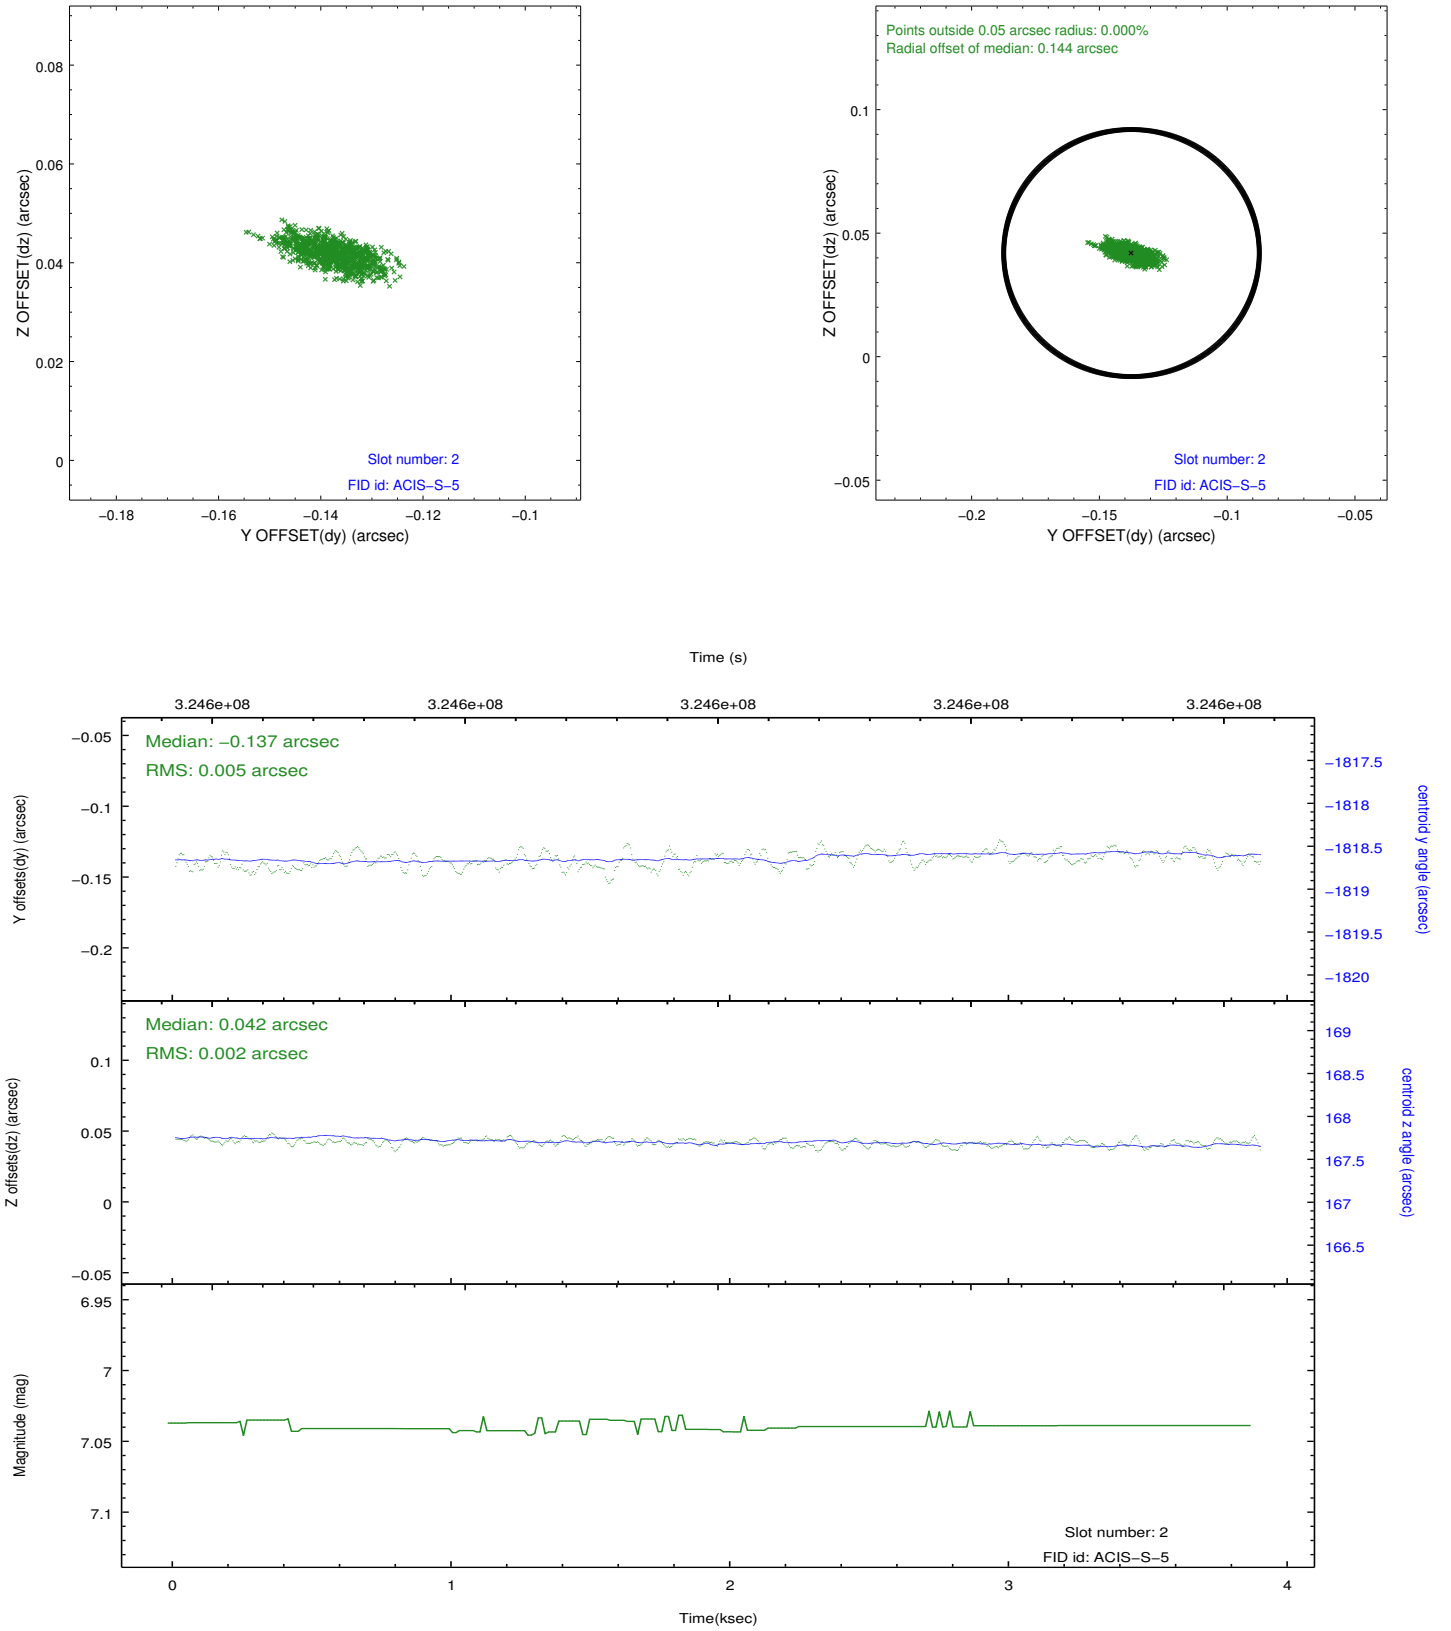 0.08
0.06
0.04
0.02
0
Z OFFSET(dz) (arcsec)
Slot number: 2
FID id: ACIS−S−5
−0.18
−0.16
−0.14
−0.12
−0.1
Y OFFSET(dy) (arcsec)
Points outside 0.05 arcsec radius: 0.000%
Radial offset of median: 0.144 arcsec
0.1
0.05
0
−0.05
Z OFFSET(dz) (arcsec)
Slot number: 2
FID id: ACIS−S−5
−0.2
−0.15
−0.1
−0.05
Y OFFSET(dy) (arcsec)
Time (s)
3.246e+08
3.246e+08
3.246e+08
3.246e+08
3.246e+08
−0.05
−0.1
−0.15
−0.2
Y offsets(dy) (arcsec)
Median: −0.137 arcsec
RMS: 0.005 arcsec
−1817.5
−1818
−1818.5
−1819
−1819.5
−1820
centroid y angle (arcsec)
0.1
0.05
0
−0.05
Z offsets(dz) (arcsec)
Median: 0.042 arcsec
RMS: 0.002 arcsec
169
168.5
168
167.5
167
166.5
centroid z angle (arcsec)
6.95
7
7.05
7.1
Magnitude (mag)
Slot number: 2
FID id: ACIS−S−5
0
1
2
3
4
Time(ksec)